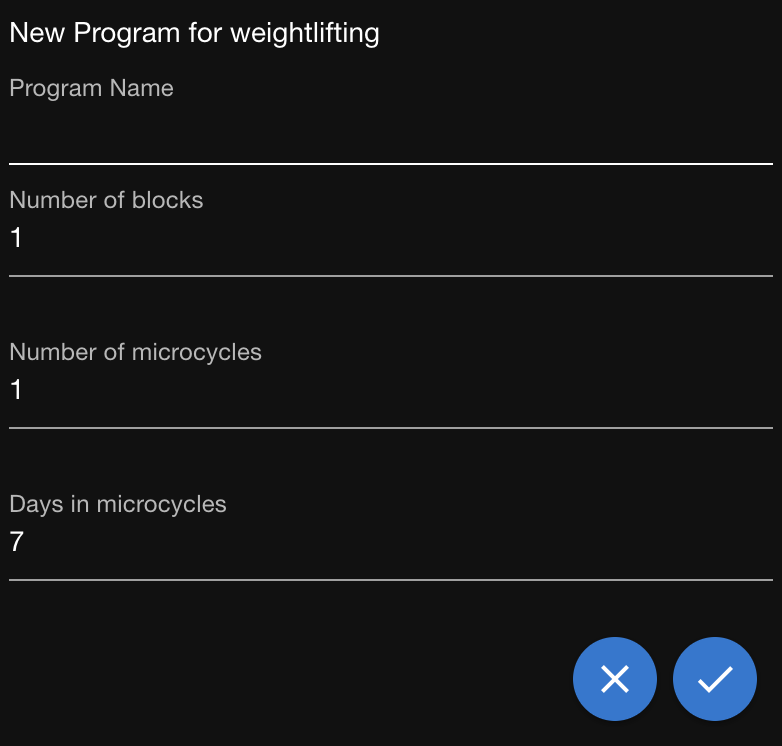 New Program for weightlifting
Program Name
Number of blocks
1
Number of microcycles
1
Days in microcycles
7